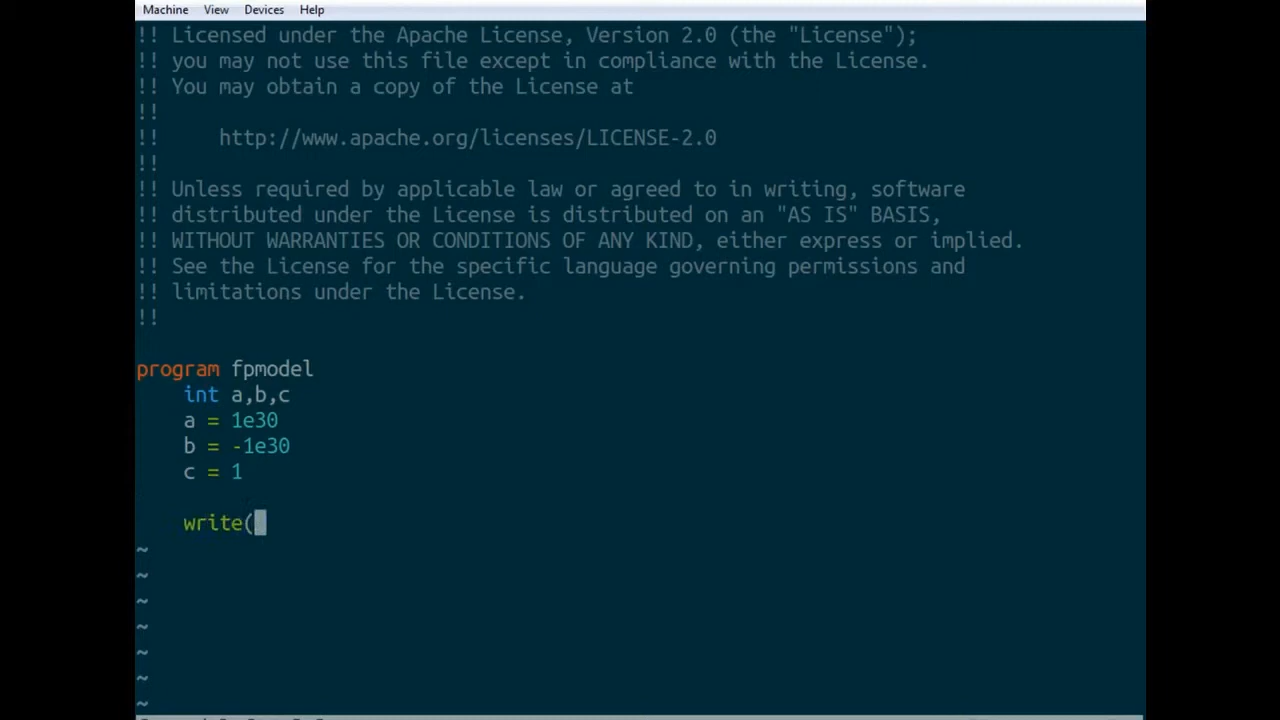 Machine View Devices Help
!! Licensed under the Apache License, Version 2.0 (the "License");
!! you may not use this file except in compliance with the License.
!! You may obtain a copy of the License at
!!
!!     http://www.apache.org/licenses/LICENSE-2.0
!!
!! Unless required by applicable law or agreed to in writing, software
!! distributed under the License is distributed on an "AS IS" BASIS,
!! WITHOUT WARRANTIES OR CONDITIONS OF ANY KIND, either express or implied.
!! See the License for the specific language governing permissions and
!! limitations under the License.
!!
program fpmodel
    int a,b,c
    a = 1e30
    b = -1e30
    c = 1
    write(
~
~
~
~
~
~
~